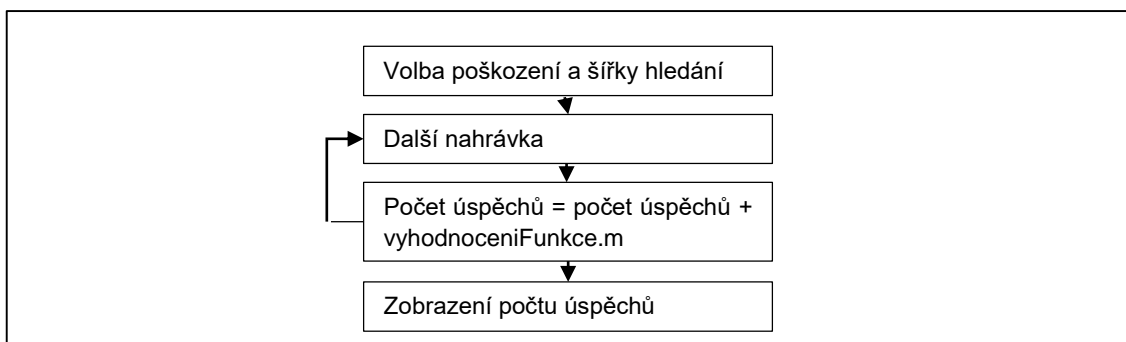 Volba poškození a šířky hledání
Další nahrávka
Počet úspěchů = počet úspěchů +
vyhodnoceniFunkce.m
Zobrazení počtu úspěchů